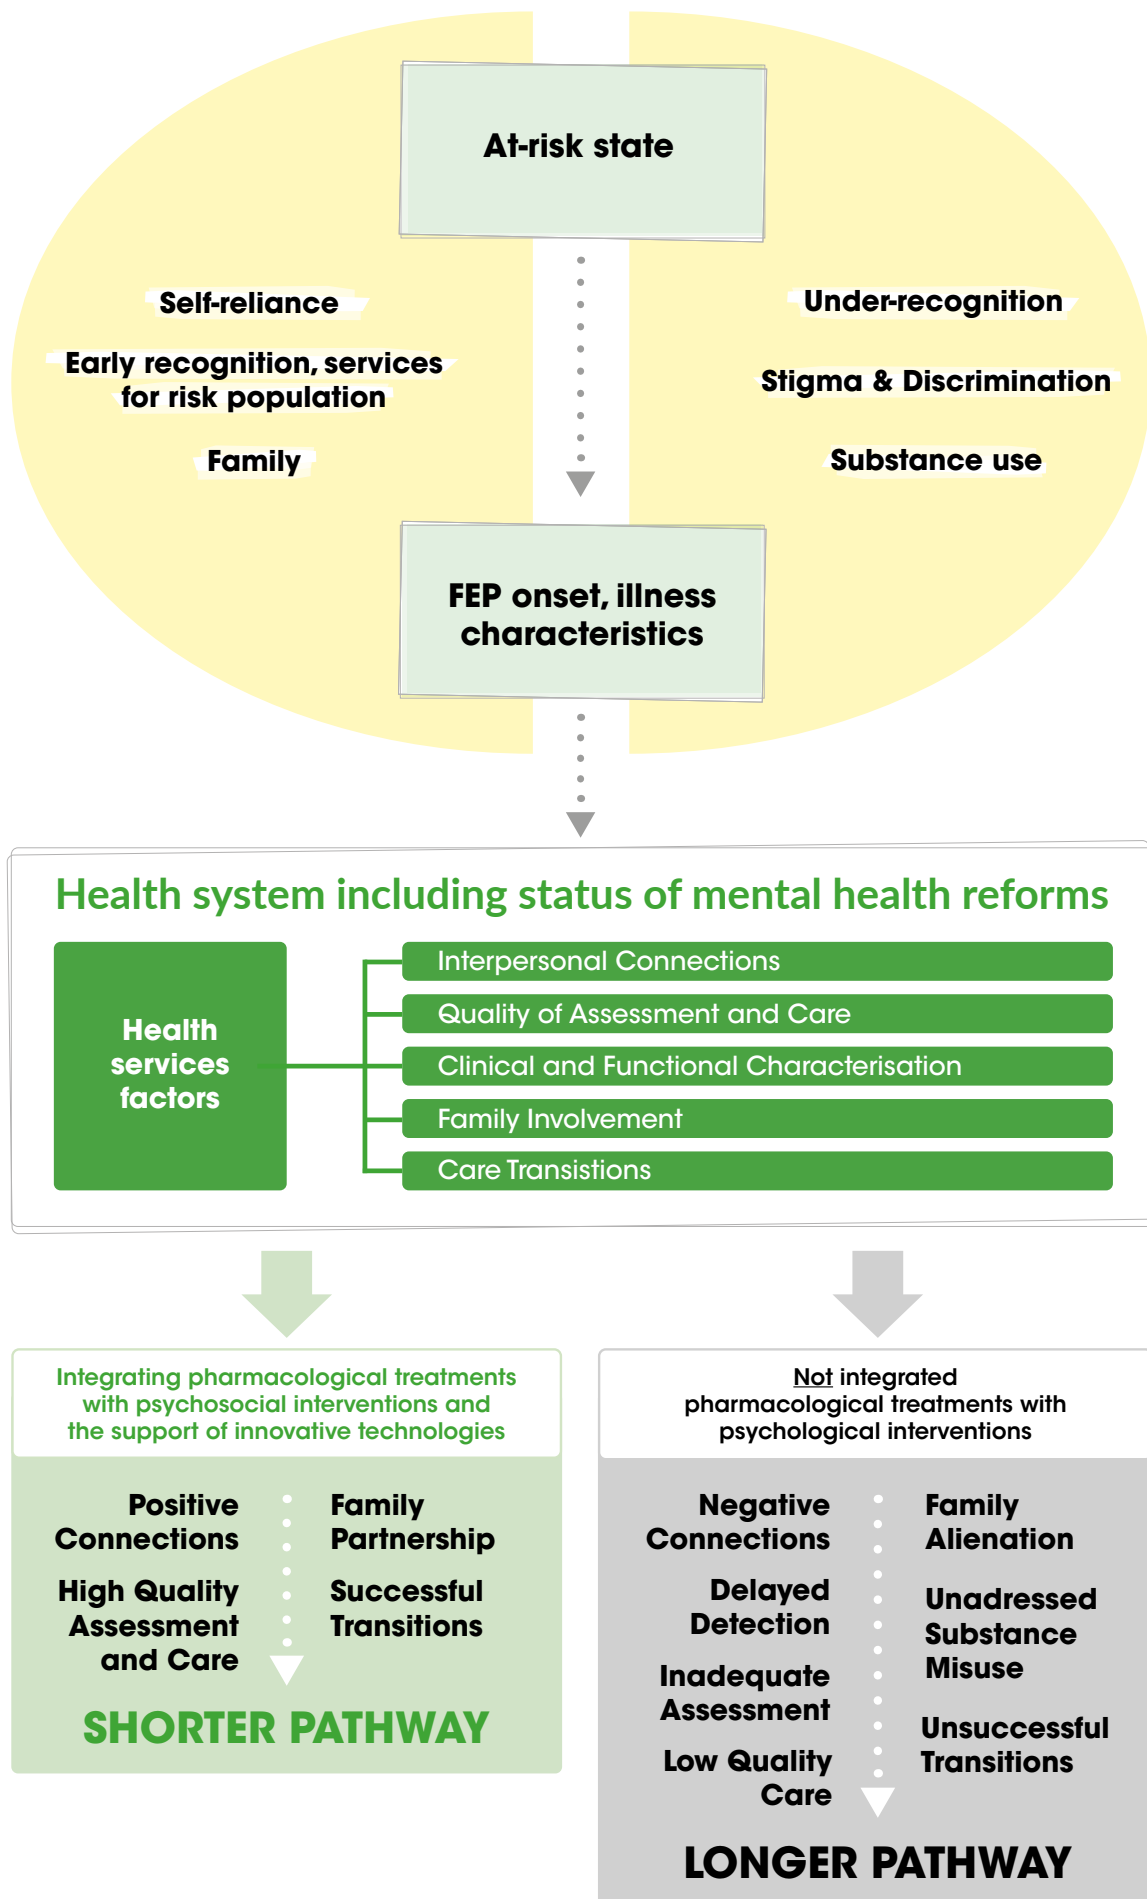 At-risk state
Self-reliance
Early recognition, services
for risk population
Family
Under-recognition
Stigma & Discrimination
Substance use
FEP onset, illness
characteristics
Health system including status of mental health reforms
Health
services
factors
Interpersonal Connections
Quality of Assessment and Care
Clinical and Functional Characterisation
Family Involvement
Care Transistions
Integrating pharmacological treatments
with psychosocial interventions and
the support of innovative technologies
Positive
Connections
High Quality
Assessment
and Care
Family
Partnership
Successful
Transitions
SHORTER PATHWAY
Not integrated
pharmacological treatments with
psychological interventions
Negative
Connections
Delayed
Detection
Inadequate
Assessment
Low Quality
Care
Family
Alienation
Unadressed
Substance
Misuse
Unsuccessful
Transitions
LONGER PATHWAY